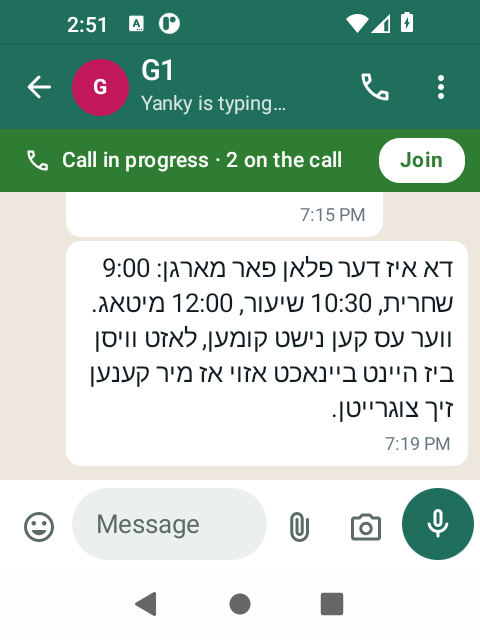 2:51
A
G
G1
Yanky is typing...
Call in progress · 2 on the call
Join
7:15 PM
דא איז דער פלאן פאר מארגן: 9:00
שחרית, 10:30 שיעור, 12:00 מיטאג.
ווער עס קען נישט קומען, לאזט וויסן
ביז היינט ביינאכט אזוי אז מיר קענען
זיך צוגרייטן.
7:19 PM
Message